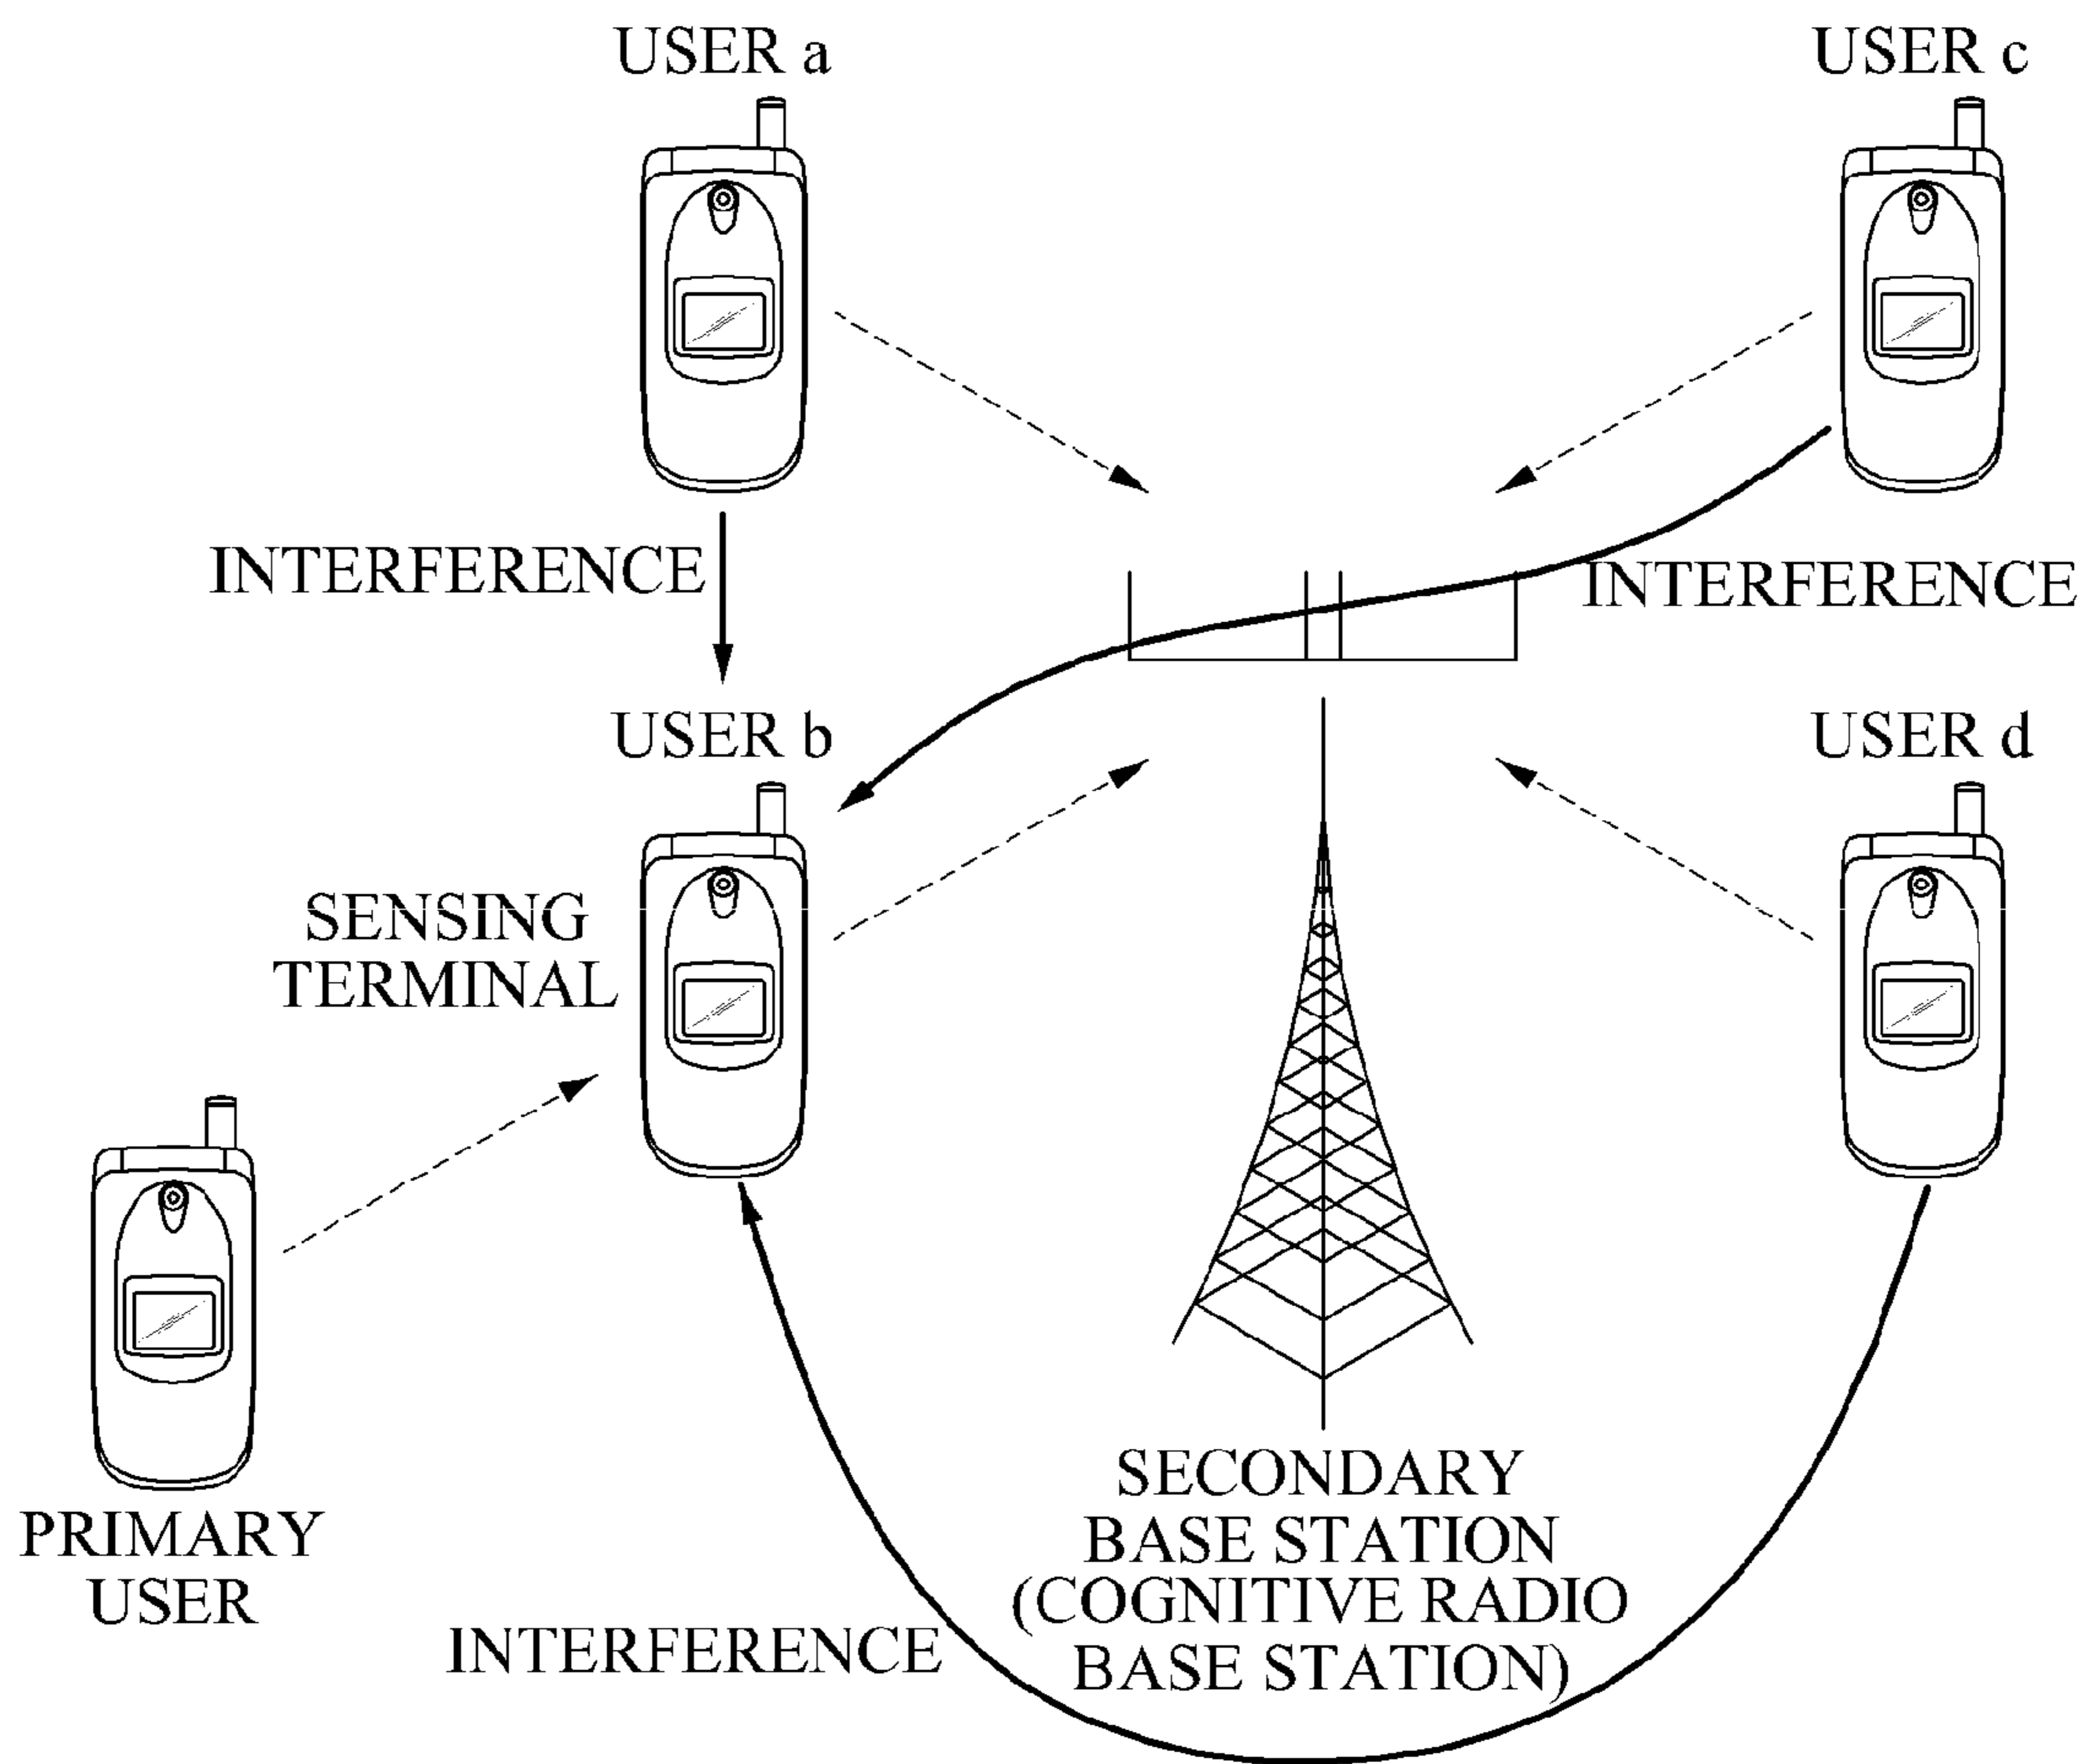 USER a
USER c
INTERFERENCE
INTERFERENCE
USER b
USER d
SENSING
TERMINAL
PRIMARY
USER
SECONDARY
BASE STATION
(COGNITIVE RADIO
BASE STATION)
INTERFERENCE